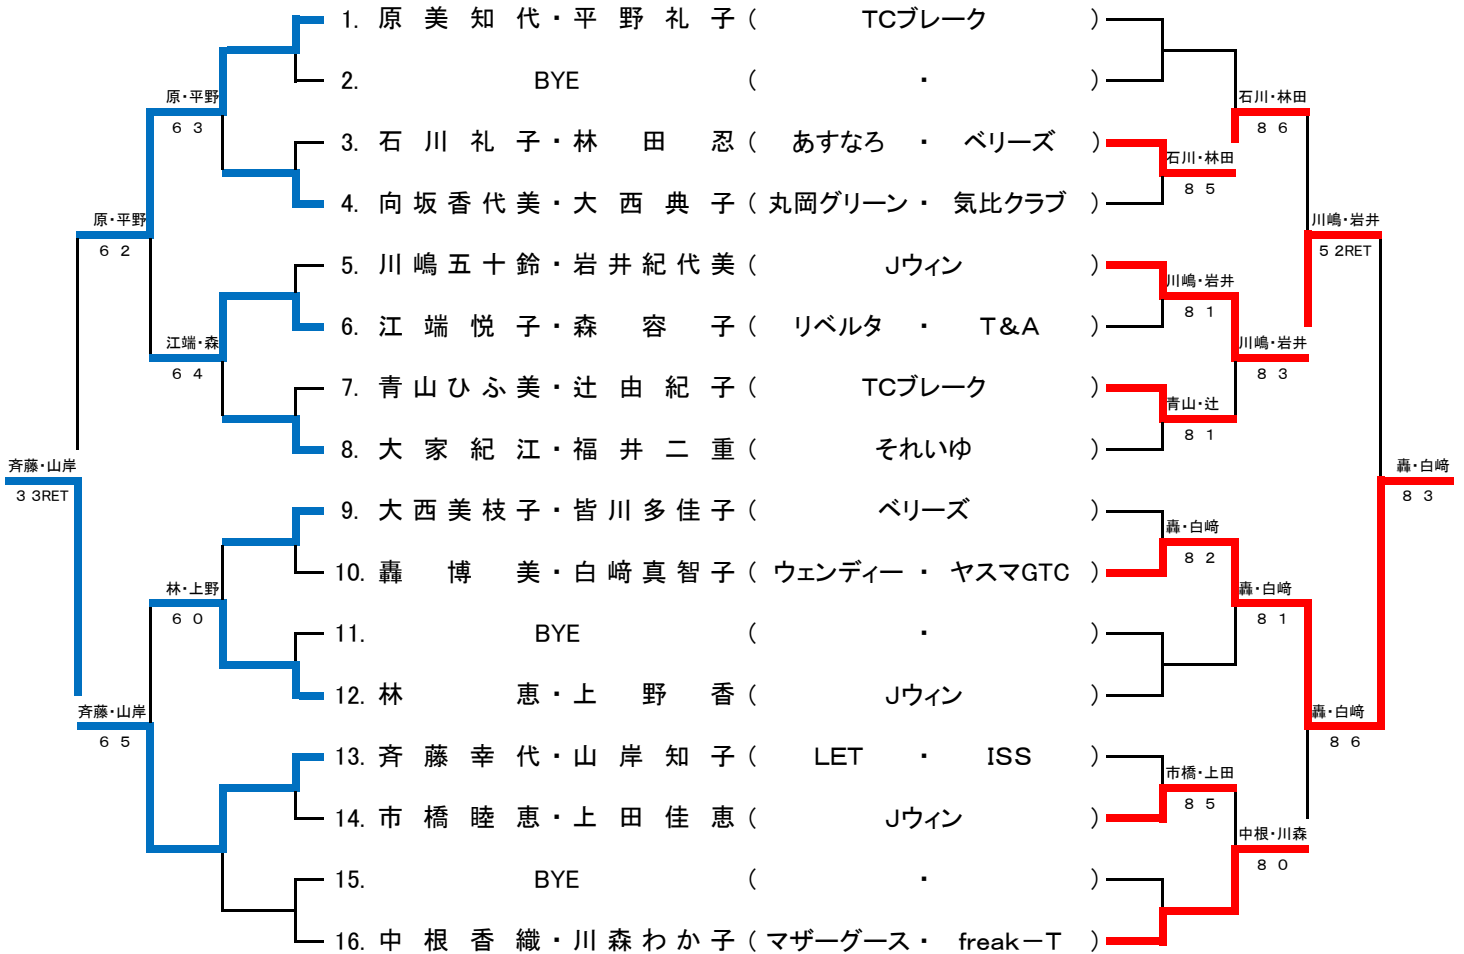 1. 原美知代・平野礼子 ( TCブレーク )
2. BYE ( ・ )
原・平野
6 3
石川・林田
8 6
3. 石川礼子・林田忍 ( あすなろ ・ ベリーズ )
石川・林田
8 5
4. 向坂香代美・大西典子 ( 丸岡グリーン ・ 気比クラブ )
原・平野
6 2
川嶋・岩井
5 2RET
5. 川嶋五十鈴・岩井紀代美 ( Jウィン )
川嶋・岩井
8 1
6. 江端悦子・森容子 ( リベルタ ・ T&A )
江端・森
6 4
川嶋・岩井
8 3
7. 青山ひふ美・辻由紀子 ( TCブレーク )
青山・辻
8 1
8. 大家紀江・福井二重 ( それいゆ )
斉藤・山岸
3 3RET
轟・白﨑
8 3
9. 大西美枝子・皆川多佳子 ( ベリーズ )
轟・白﨑
8 2
10. 轟博美・白﨑真智子 ( ウェンディー ・ ヤスマGTC )
林・上野
6 0
轟・白﨑
8 1
11. BYE ( ・ )
12. 林恵・上野香 ( Jウィン )
斉藤・山岸
6 5
轟・白﨑
8 6
13. 斉藤幸代・山岸知子 ( LET ・ ISS )
市橋・上田
8 5
14. 市橋睦恵・上田佳恵 ( Jウィン )
中根・川森
8 0
15. BYE ( ・ )
16. 中根香織・川森わか子 ( マザーグース ・ freak－T )